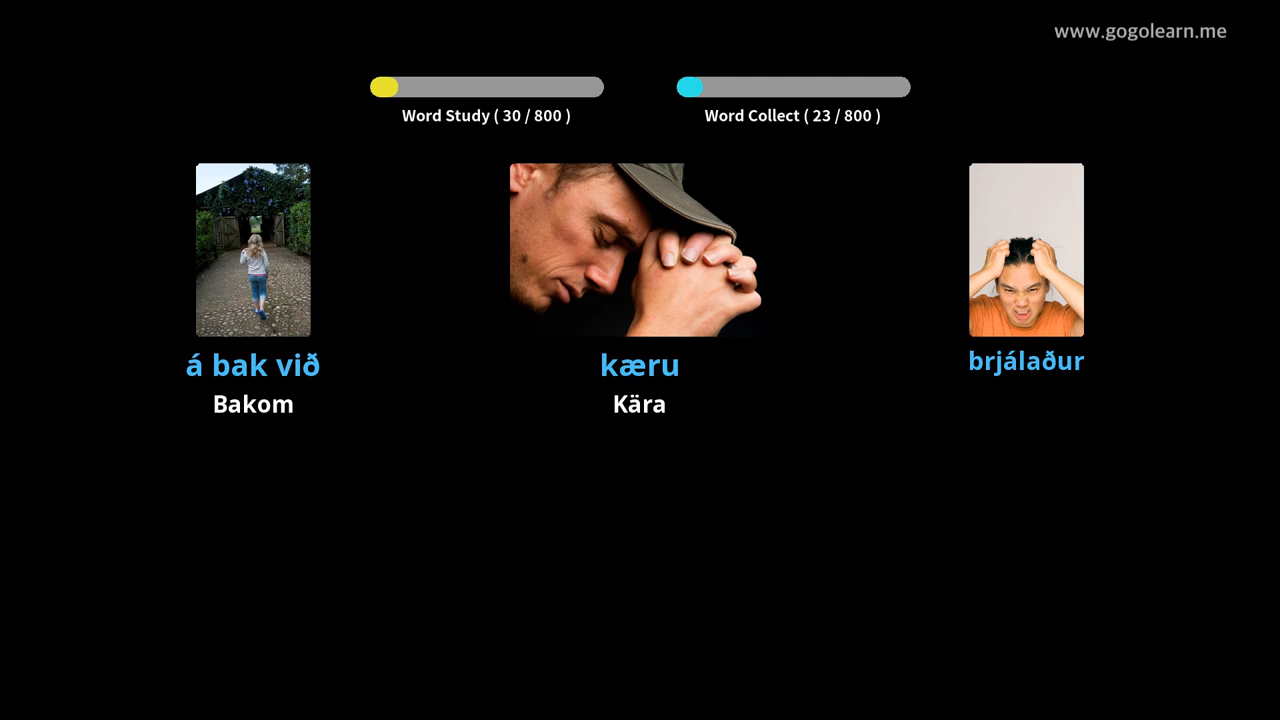 www.gogolearn.me
Word Study ( 30 / 800 )
Word Collect ( 23 / 800 )
á bak við
Bakom
kæru
Kära
brjálaður